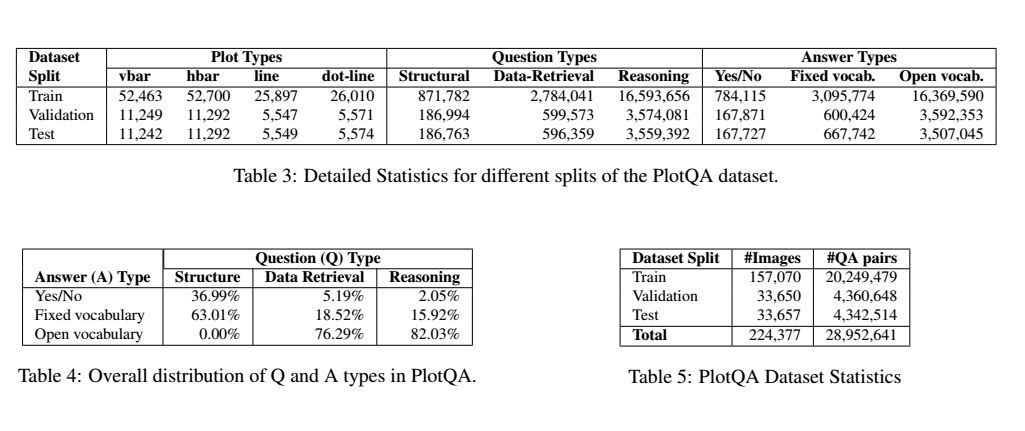 Dataset Plot Types Question Types Answer Types
Split vbar hbar line dot-line Structural Data-Retrieval Reasoning Yes/No Fixed vocab. Open vocab.
Train 52,463 52,700 25,897 26,010 871,782 2,784,041 16,593,656 784,115 3,095,774 16,369,590
Validation 11,249 11,292 5,547 5,571 186,994 599,573 3,574,081 167,871 600,424 3,592,353
Test 11,242 11,292 5,549 5,574 186,763 596,359 3,559,392 167,727 667,742 3,507,045
Table 3: Detailed Statistics for different splits of the PlotQA dataset.
Question (Q) Type
Answer (A) Type Structure Data Retrieval Reasoning
Yes/No 36.99% 5.19% 2.05%
Fixed vocabulary 63.01% 18.52% 15.92%
Open vocabulary 0.00% 76.29% 82.03%
Table 4: Overall distribution of Q and A types in PlotQA.
Dataset Split #Images #QA pairs
Train 157,070 20,249,479
Validation 33,650 4,360,648
Test 33,657 4,342,514
Total 224,377 28,952,641
Table 5: PlotQA Dataset Statistics